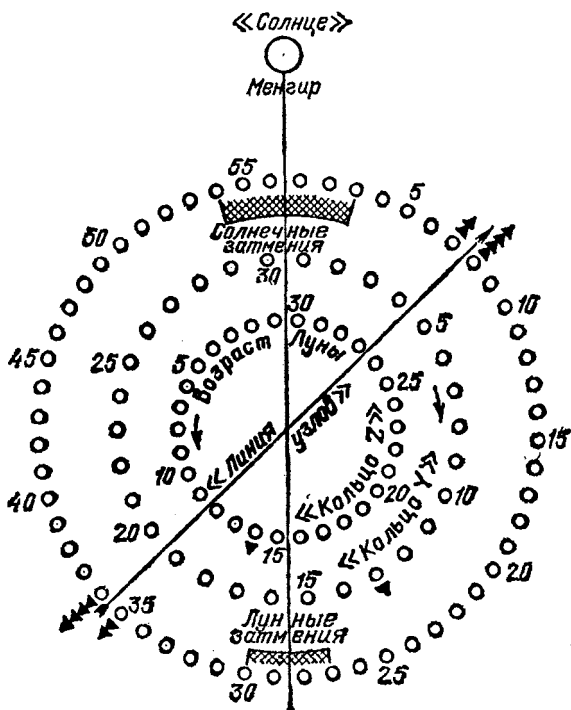 «Солнце»
Менгир
55
5
50
Солнечные
затмения
30
10
30
5
45
25
5
Возраст Луны
25
15
«Линия узлов»
«Кольцо Z»
10
20
10
40
«Кольцо Y»
20
15
15
20
35
Лунные
затмения
25
30